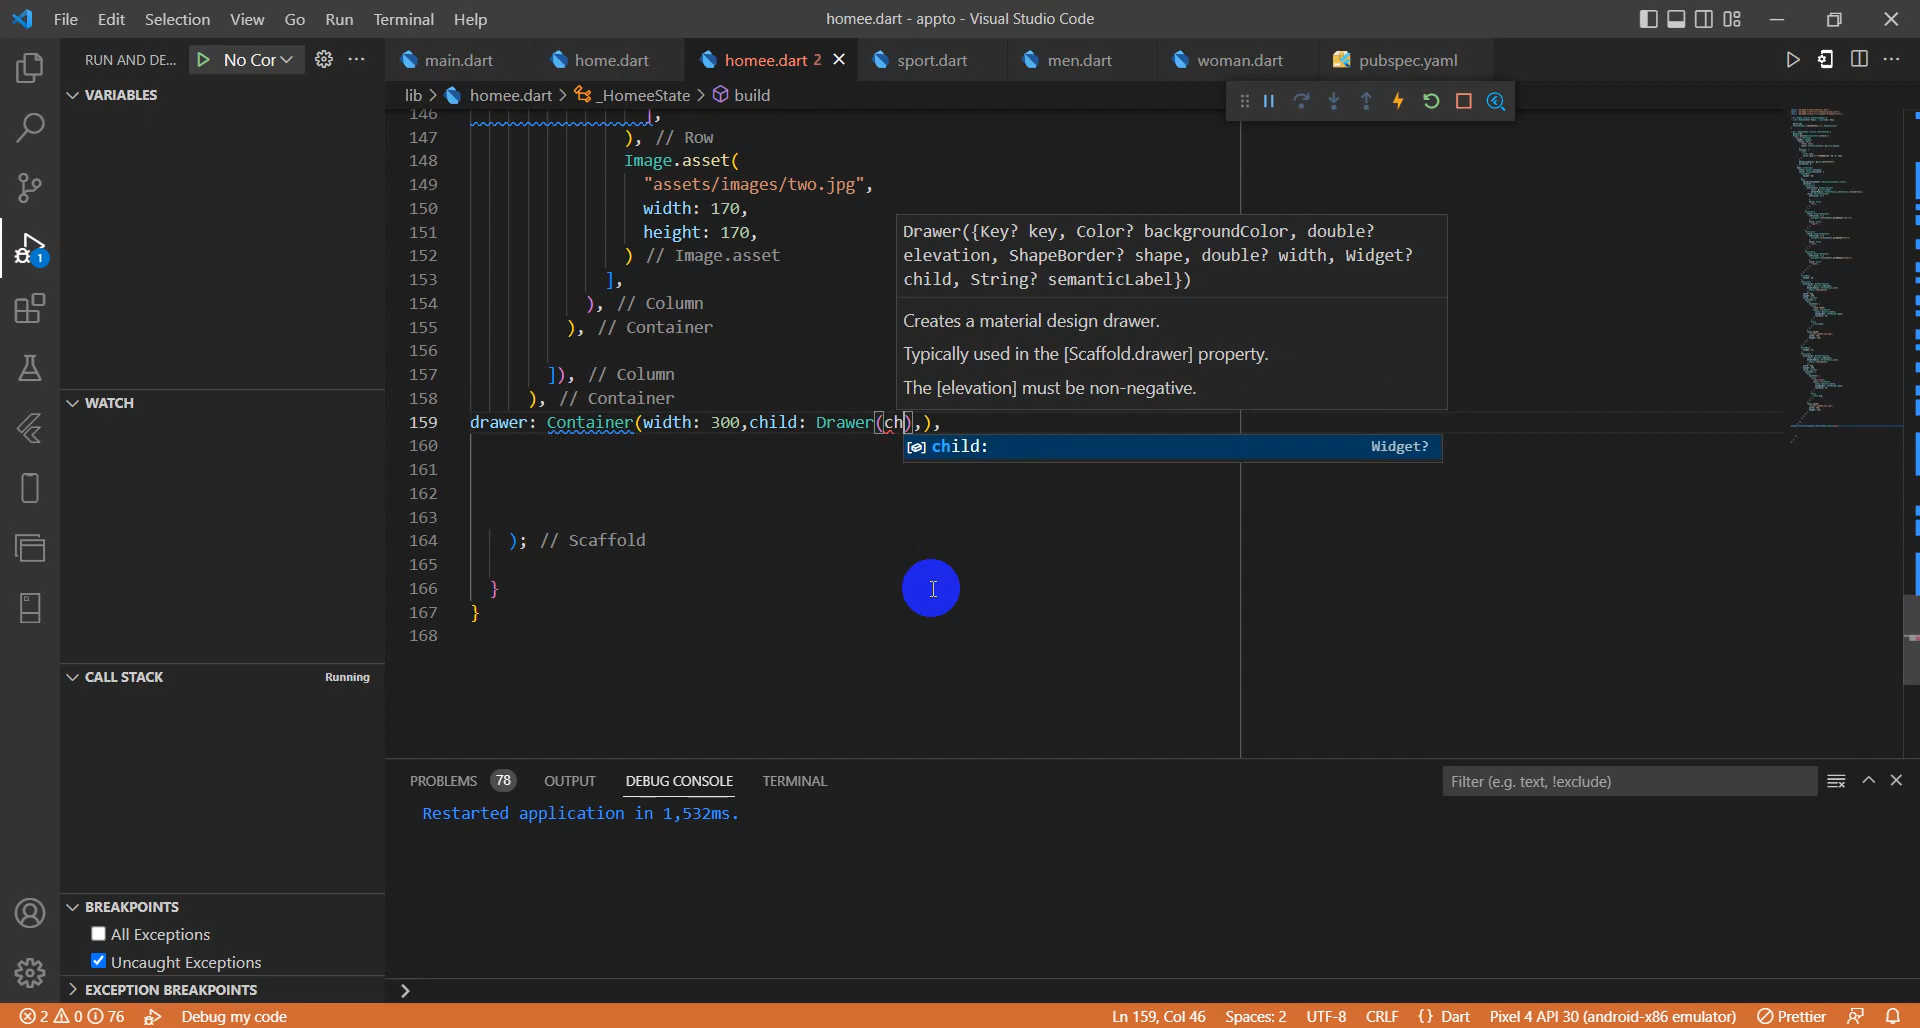 File Edit Selection View Go Run Terminal Help
homee.dart - appto - Visual Studio Code
RUN AND DE... No Cor
main.dart home.dart homee.dart 2 sport.dart men.dart woman.dart pubspec.yaml
lib > homee.dart > _HomeeState > build
VARIABLES
WATCH
CALL STACK Running
BREAKPOINTS
All Exceptions
Uncaught Exceptions
EXCEPTION BREAKPOINTS
1
146 ],
147 ), // Row
148 Image.asset(
149 "assets/images/two.jpg",
150 width: 170,
151 height: 170,
152 ) // Image.asset
153 ],
154 ), // Column
155 ), // Container
156
157 ]), // Column
158 ), // Container
159 drawer: Container(width: 300,child: Drawer(ch),),
160
161
162
163
164 ); // Scaffold
165
166 }
167 }
168
Drawer({Key? key, Color? backgroundColor, double?
elevation, ShapeBorder? shape, double? width, Widget?
child, String? semanticLabel})
Creates a material design drawer.
Typically used in the [Scaffold.drawer] property.
The [elevation] must be non-negative.
child: Widget?
PROBLEMS 78 OUTPUT DEBUG CONSOLE TERMINAL Filter (e.g. text, !exclude)
Restarted application in 1,532ms.
>
2 0 76 Debug my code Ln 159, Col 46 Spaces: 2 UTF-8 CRLF {} Dart Pixel 4 API 30 (android-x86 emulator) Prettier